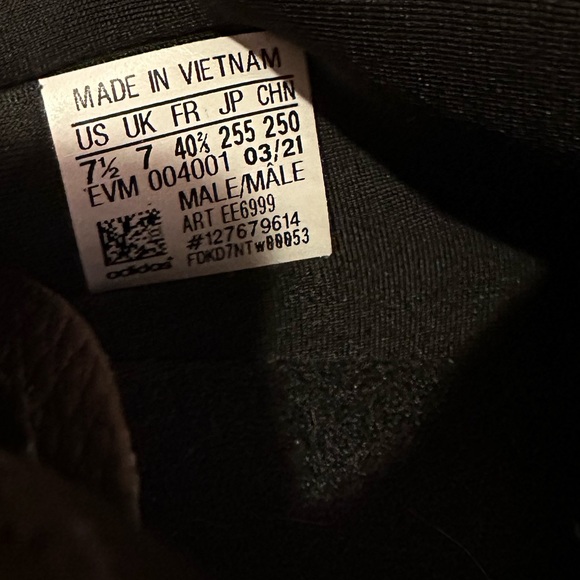 MADE IN VIETNAM
US UK FR JP CHN
7½ 7 40⅔ 255 250
EVM 004001 03/21
MALE/MÂLE
ART EE6999
#127679614
FDKD7NTW00053
adidas